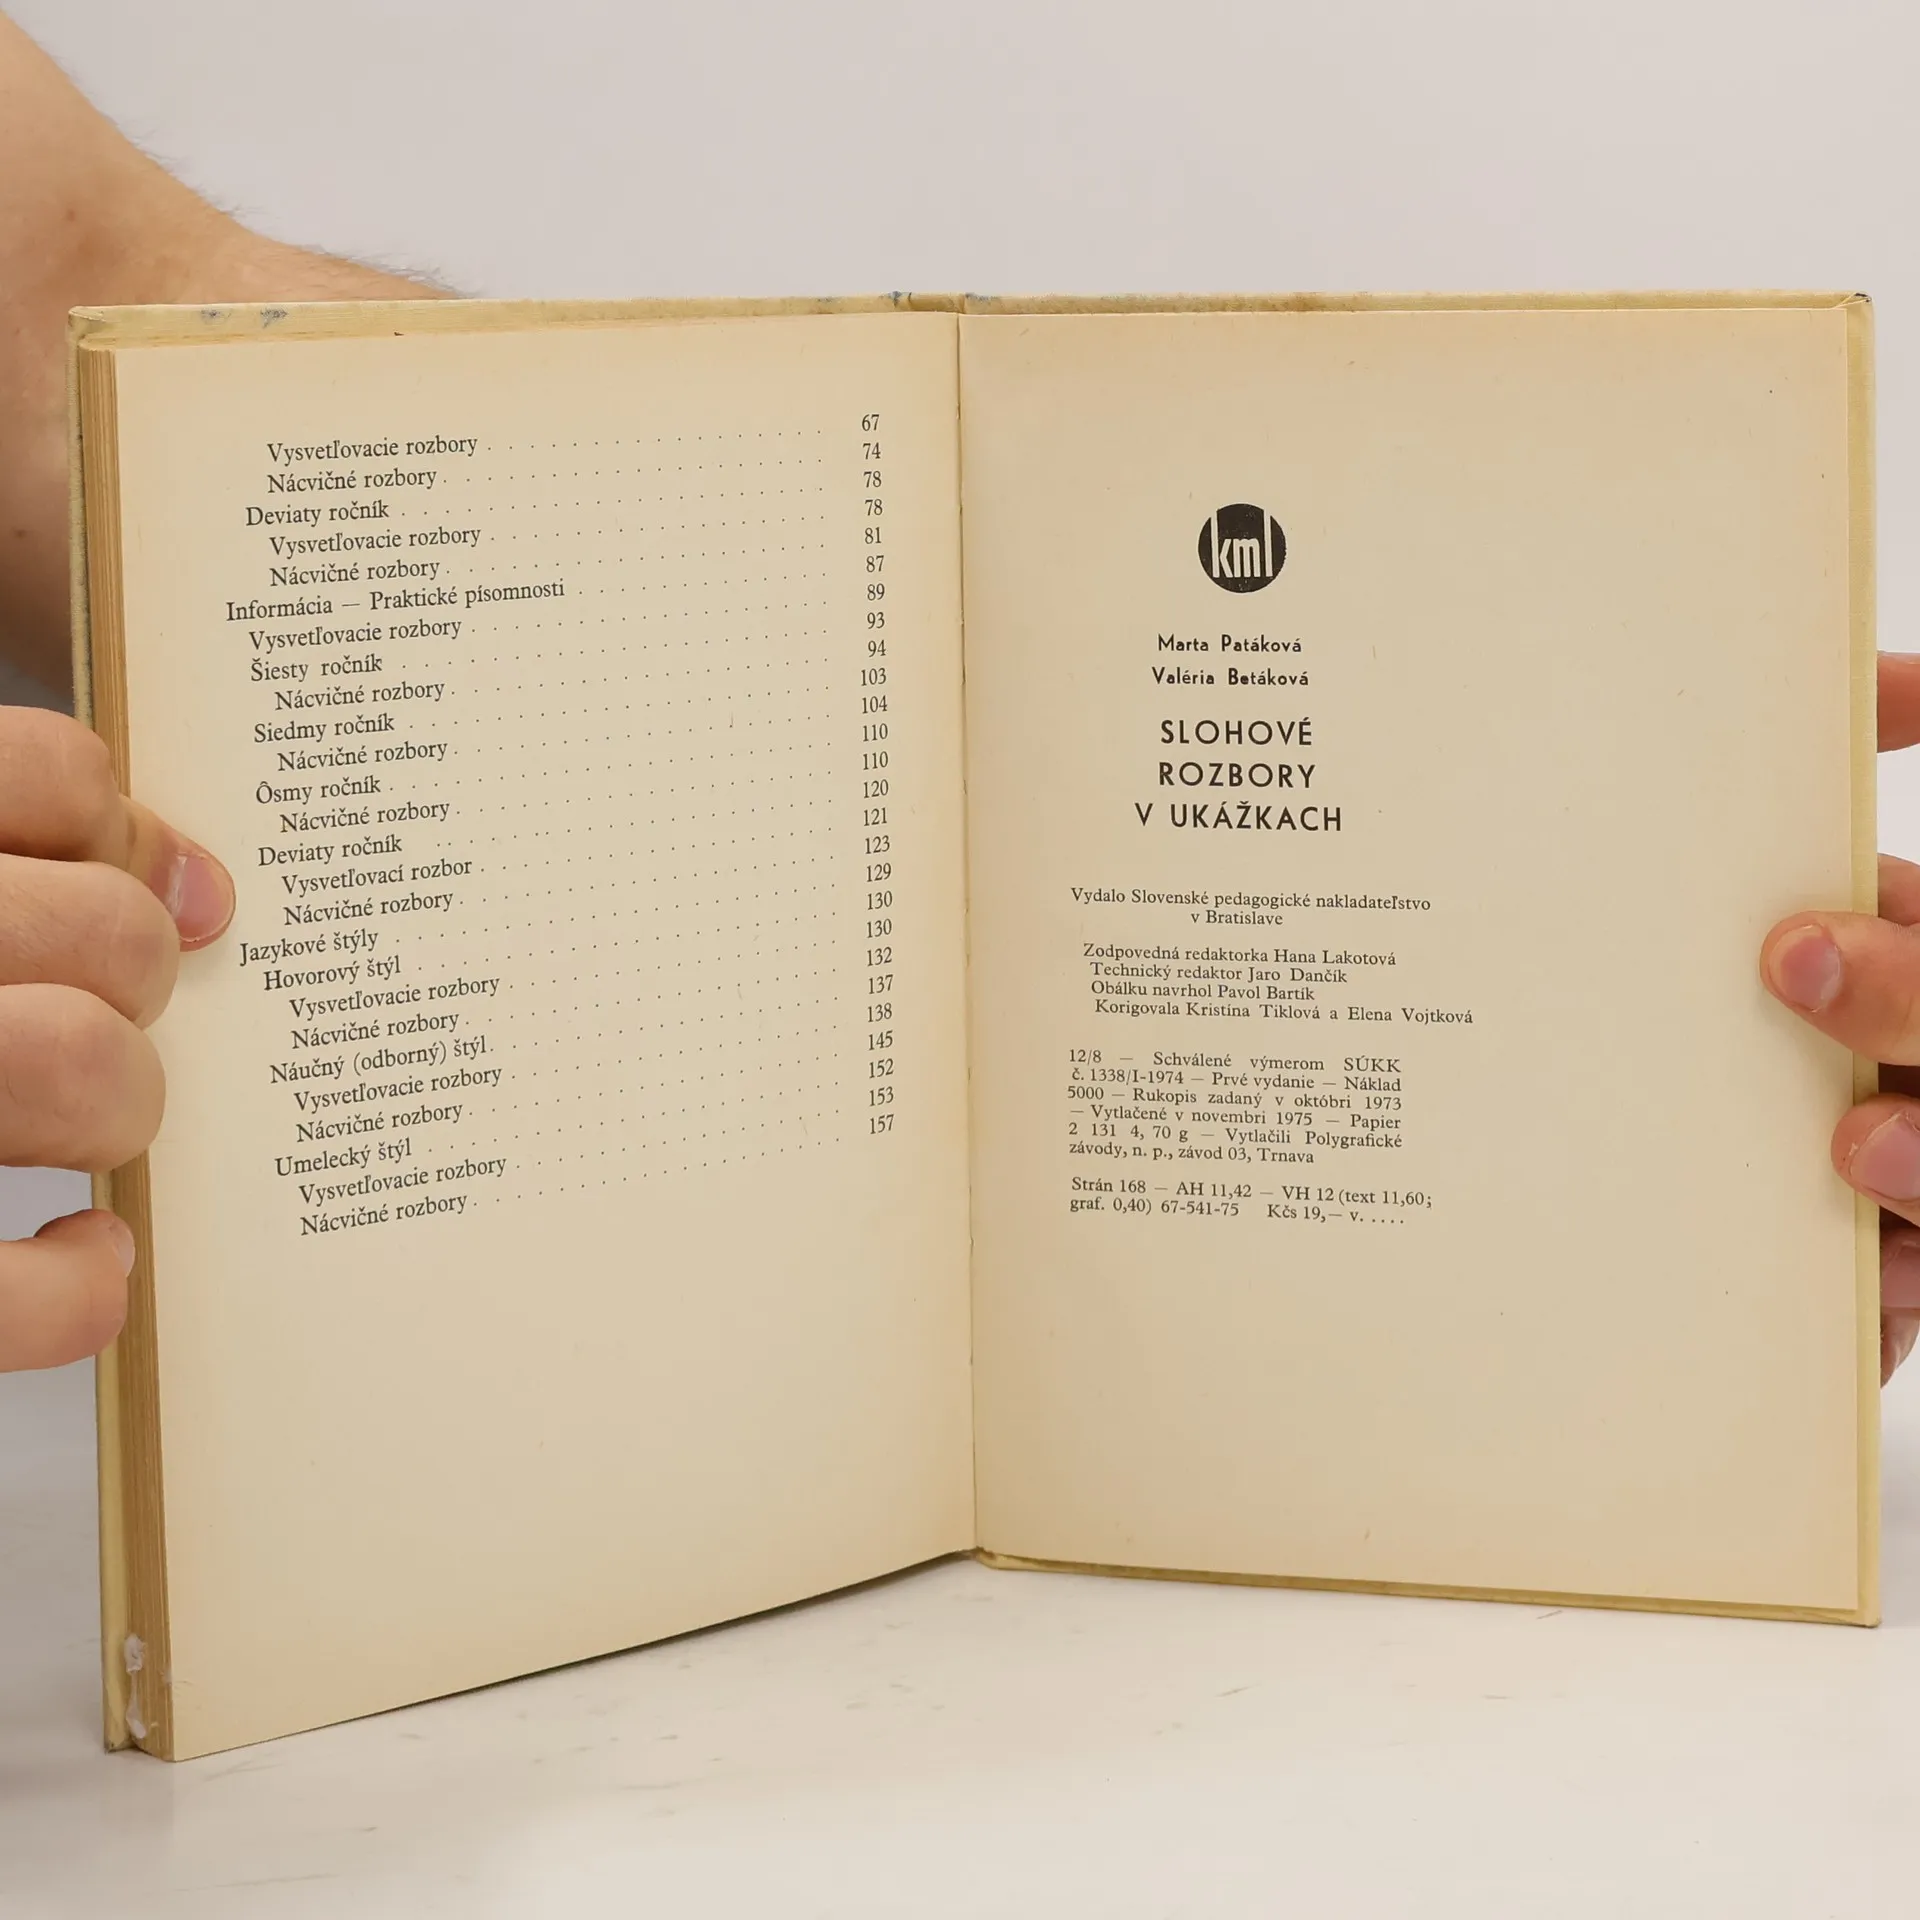 Vysvetľovacie rozbory . . . . . . . . . . . . . . . . 67
Nácvičné rozbory . . . . . . . . . . . . . . . . . . 74
Deviaty ročník . . . . . . . . . . . . . . . . . . . . 78
Vysvetľovacie rozbory . . . . . . . . . . . . . . . . 78
Nácvičné rozbory . . . . . . . . . . . . . . . . . . 81
Informácia — Praktické písomnosti . . . . . . . . . . . . 87
Vysvetľovacie rozbory . . . . . . . . . . . . . . . . 89
Šiesty ročník . . . . . . . . . . . . . . . . . . . . 93
Nácvičné rozbory . . . . . . . . . . . . . . . . . . 94
Siedmy ročník . . . . . . . . . . . . . . . . . . . . 103
Nácvičné rozbory . . . . . . . . . . . . . . . . . . 104
Ôsmy ročník . . . . . . . . . . . . . . . . . . . . 110
Nácvičné rozbory . . . . . . . . . . . . . . . . . . 110
Deviaty ročník . . . . . . . . . . . . . . . . . . . 120
Vysvetľovací rozbor . . . . . . . . . . . . . . . . . 121
Nácvičné rozbory . . . . . . . . . . . . . . . . . . 123
Jazykové štýly . . . . . . . . . . . . . . . . . . . . 129
Hovorový štýl . . . . . . . . . . . . . . . . . . . . 130
Vysvetľovacie rozbory . . . . . . . . . . . . . . . . 130
Nácvičné rozbory . . . . . . . . . . . . . . . . . . 132
Náučný (odborný) štýl . . . . . . . . . . . . . . . . 137
Vysvetľovacie rozbory . . . . . . . . . . . . . . . . 138
Nácvičné rozbory . . . . . . . . . . . . . . . . . . 145
Umelecký štýl . . . . . . . . . . . . . . . . . . . . 152
Vysvetľovacie rozbory . . . . . . . . . . . . . . . . 153
Nácvičné rozbory . . . . . . . . . . . . . . . . . . 157
kml
Marta Patáková
Valéria Betáková
SLOHOVÉ
ROZBORY
V UKÁŽKACH
Vydalo Slovenské pedagogické nakladateľstvo
v Bratislave
Zodpovedná redaktorka Hana Lakotová
Technický redaktor Jaro Dančík
Obálku navrhol Pavol Bartík
Korigovala Kristína Tiklová a Elena Vojtková
12/8 — Schválené výmerom SÚKK
č. 1338/I-1974 — Prvé vydanie — Náklad
5000 — Rukopis zadaný v októbri 1973
— Vytlačené v novembri 1975 — Papier
2 131 4, 70 g — Vytlačili Polygrafické
závody, n. p., závod 03, Trnava
Strán 168 — AH 11,42 — VH 12 (text 11,60;
graf. 0,40) 67-541-75 Kčs 19,— v. . . . .